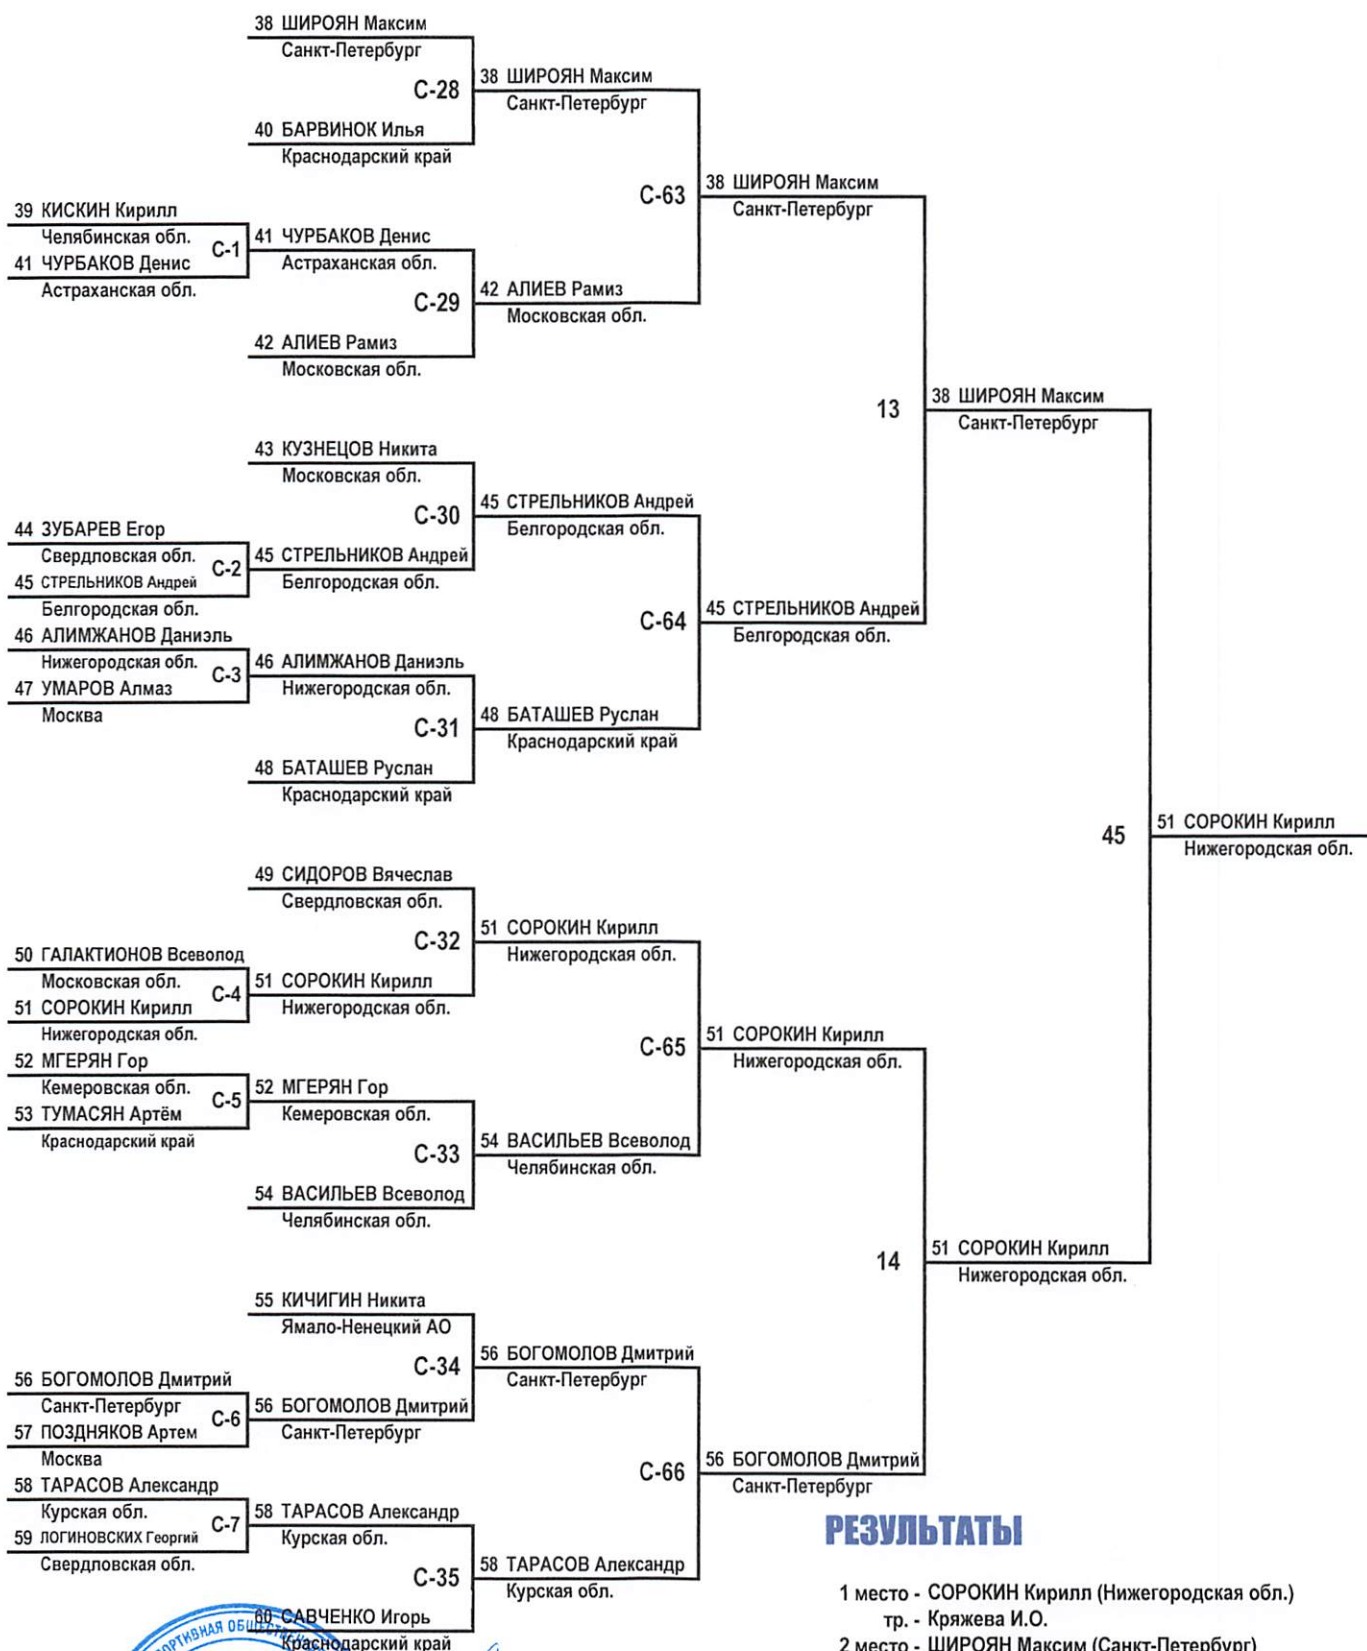 38 ШИРОЯН Максим
Санкт-Петербург
С-28
38 ШИРОЯН Максим
Санкт-Петербург
40 БАРВИНОК Илья
Краснодарский край
С-63
38 ШИРОЯН Максим
Санкт-Петербург
39 КИСКИН Кирилл
Челябинская обл.
С-1
41 ЧУРБАКОВ Денис
Астраханская обл.
41 ЧУРБАКОВ Денис
Астраханская обл.
С-29
42 АЛИЕВ Рамиз
Московская обл.
42 АЛИЕВ Рамиз
Московская обл.
13
38 ШИРОЯН Максим
Санкт-Петербург
43 КУЗНЕЦОВ Никита
Московская обл.
С-30
45 СТРЕЛЬНИКОВ Андрей
Белгородская обл.
44 ЗУБАРЕВ Егор
Свердловская обл.
С-2
45 СТРЕЛЬНИКОВ Андрей
Белгородская обл.
45 СТРЕЛЬНИКОВ Андрей
Белгородская обл.
С-64
45 СТРЕЛЬНИКОВ Андрей
Белгородская обл.
46 АЛИМЖАНОВ Даниэль
Нижегородская обл.
С-3
46 АЛИМЖАНОВ Даниэль
Нижегородская обл.
47 УМАРОВ Алмаз
Москва
С-31
48 БАТАШЕВ Руслан
Краснодарский край
48 БАТАШЕВ Руслан
Краснодарский край
45
51 СОРОКИН Кирилл
Нижегородская обл.
49 СИДОРОВ Вячеслав
Свердловская обл.
С-32
51 СОРОКИН Кирилл
Нижегородская обл.
50 ГАЛАКТИОНОВ Всеволод
Московская обл.
С-4
51 СОРОКИН Кирилл
Нижегородская обл.
51 СОРОКИН Кирилл
Нижегородская обл.
С-65
51 СОРОКИН Кирилл
Нижегородская обл.
52 МГЕРЯН Гор
Кемеровская обл.
С-5
52 МГЕРЯН Гор
Кемеровская обл.
53 ТУМАСЯН Артём
Краснодарский край
С-33
54 ВАСИЛЬЕВ Всеволод
Челябинская обл.
54 ВАСИЛЬЕВ Всеволод
Челябинская обл.
14
51 СОРОКИН Кирилл
Нижегородская обл.
55 КИЧИГИН Никита
Ямало-Ненецкий АО
С-34
56 БОГОМОЛОВ Дмитрий
Санкт-Петербург
56 БОГОМОЛОВ Дмитрий
Санкт-Петербург
С-6
56 БОГОМОЛОВ Дмитрий
Санкт-Петербург
57 ПОЗДНЯКОВ Артем
Москва
С-66
56 БОГОМОЛОВ Дмитрий
Санкт-Петербург
58 ТАРАСОВ Александр
Курская обл.
С-7
58 ТАРАСОВ Александр
Курская обл.
59 ЛОГИНОВСКИХ Георгий
Свердловская обл.
С-35
58 ТАРАСОВ Александр
Курская обл.
60 САВЧЕНКО Игорь
Краснодарский край
РЕЗУЛЬТАТЫ
1 место - СОРОКИН Кирилл (Нижегородская обл.)
тр. - Кряжева И.О.
2 место - ШИРОЯН Максим (Санкт-Петербург)